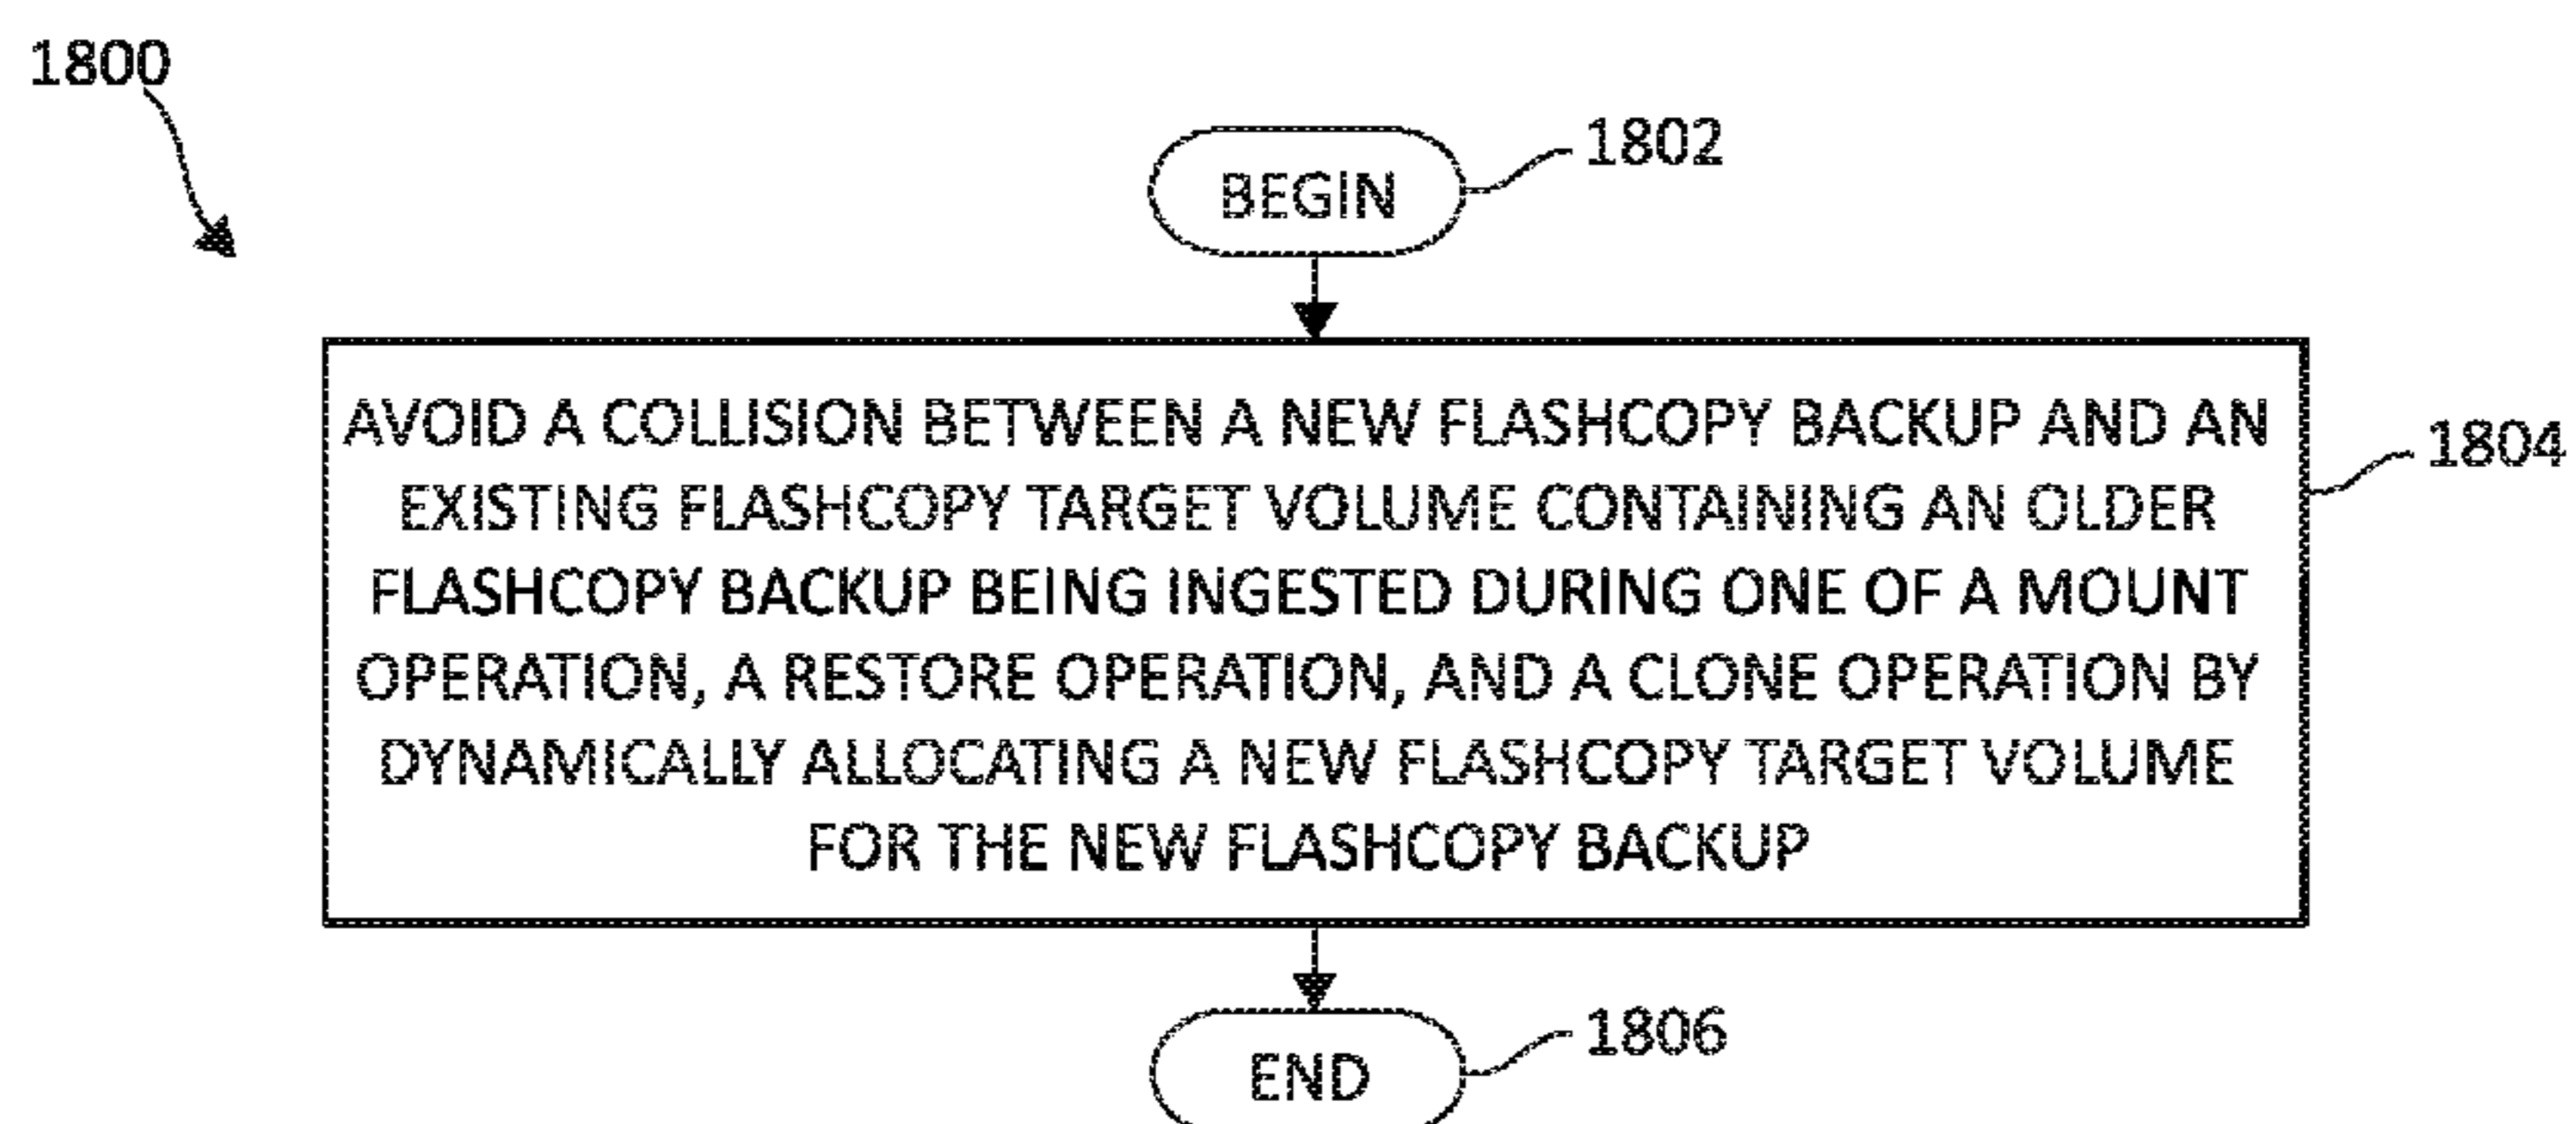 1800
BEGIN
1802
AVOID A COLLISION BETWEEN A NEW FLASHCOPY BACKUP AND AN
EXISTING FLASHCOPY TARGET VOLUME CONTAINING AN OLDER
FLASHCOPY BACKUP BEING INGESTED DURING ONE OF A MOUNT
OPERATION, A RESTORE OPERATION, AND A CLONE OPERATION BY
DYNAMICALLY ALLOCATING A NEW FLASHCOPY TARGET VOLUME
FOR THE NEW FLASHCOPY BACKUP
1804
END
1806